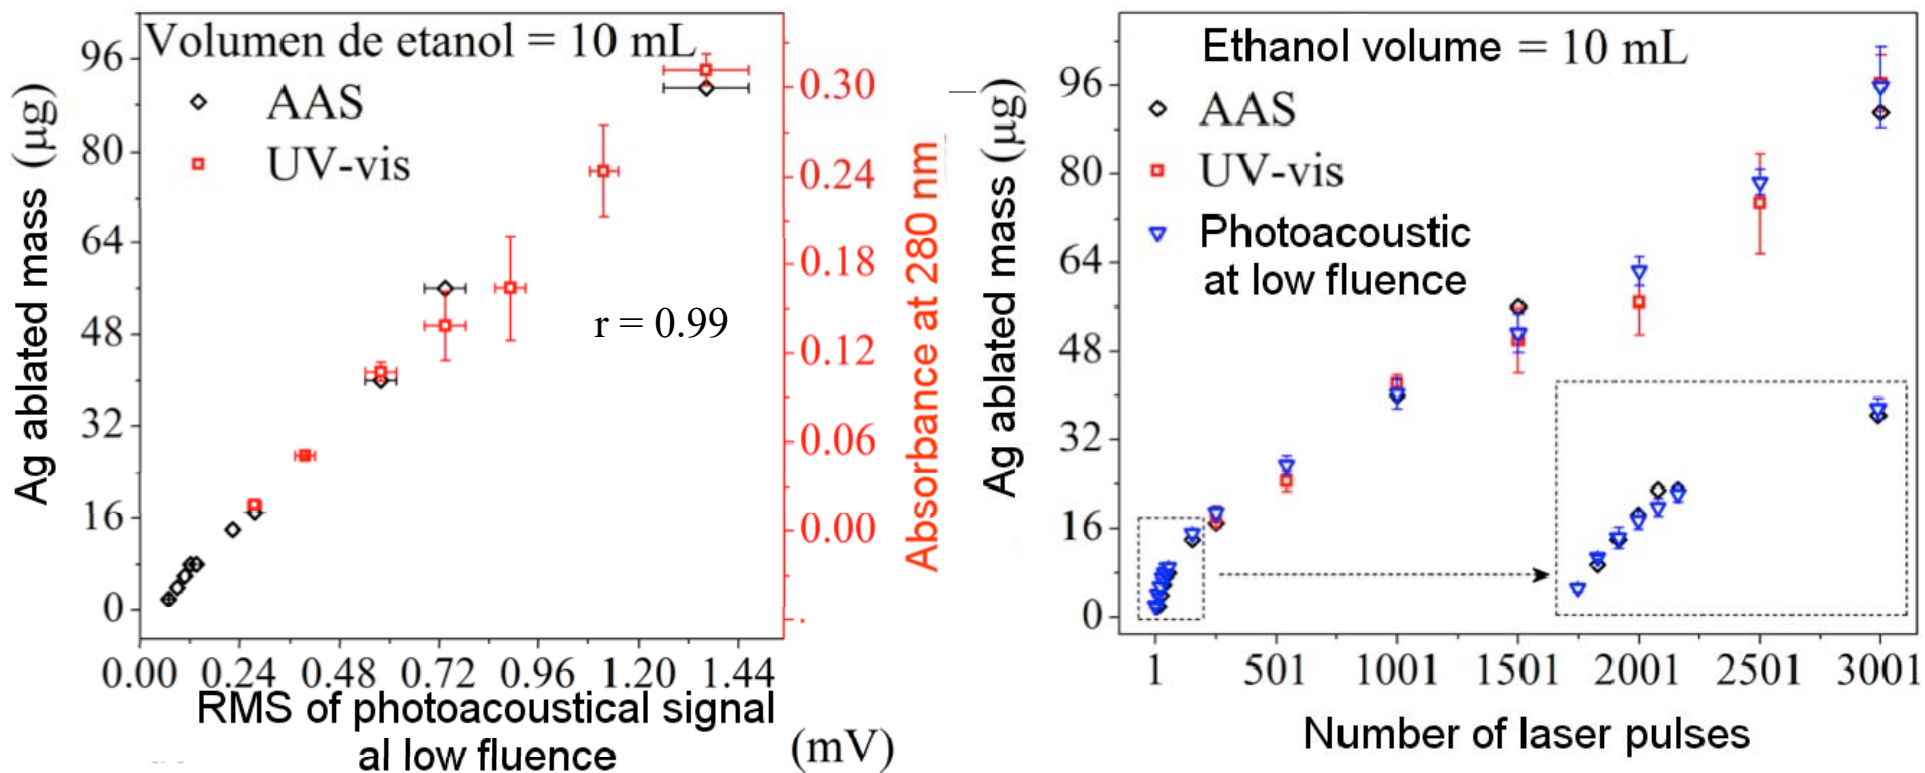 Volumen de etanol = 10 mL
AAS
UV-vis
r = 0.99
Ag ablated mass (µg)
96
80
64
48
32
16
0
0.30
0.24
0.18
0.12
0.06
0.00
Absorbance at 280 nm
0.00 0.24 0.48 0.72 0.96 1.20 1.44
RMS of photoacoustical signal
al low fluence (mV)
Ethanol volume = 10 mL
AAS
UV-vis
Photoacoustic
at low fluence
Ag ablated mass (µg)
96
80
64
48
32
16
0
1 501 1001 1501 2001 2501 3001
Number of laser pulses